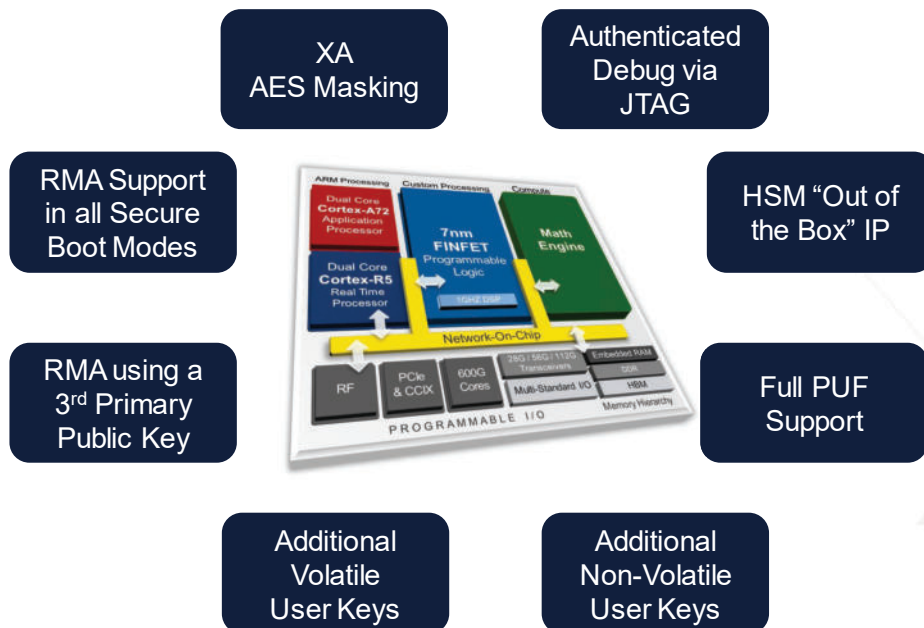 XA
AES Masking
Authenticated
Debug via
JTAG
RMA Support
in all Secure
Boot Modes
HSM “Out of
the Box” IP
RMA using a
3rd Primary
Public Key
Full PUF
Support
Additional
Volatile
User Keys
Additional
Non-Volatile
User Keys
ARM Processing
Custom Processing
Compute
Dual Core
Cortex-A72
Application
Processor
Dual Core
Cortex-R5
Real Time
Processor
7nm
FINFET
Programmable
Logic
1GHZ DSP
Math
Engine
Network-On-Chip
RF
PCIe
& CCIX
600G
Cores
28G / 56G / 112G
Transceivers
Multi-Standard I/O
Embedded RAM
DDR
HBM
Memory Hierarchy
PROGRAMMABLE I/O